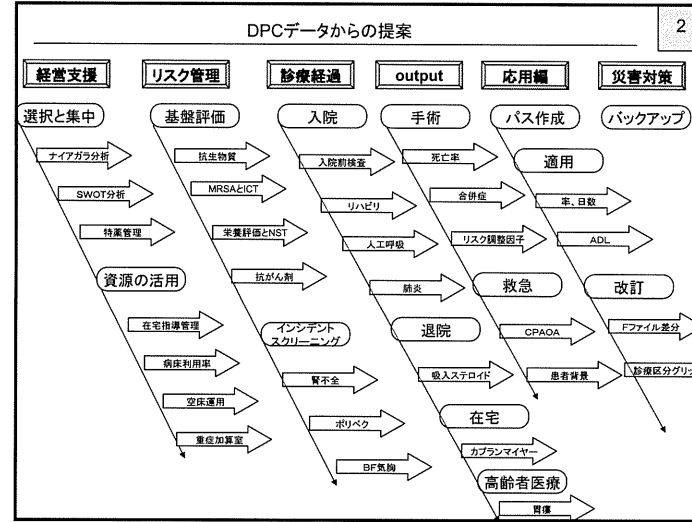 DPCデータからの提案
2
経営支援
リスク管理
診療経過
output
応用編
災害対策
選択と集中
ナイアガラ分析
SWOT分析
特薬管理
資源の活用
在宅指導管理
病床利用率
空床運用
重症加算室
基盤評価
抗生物質
MRSAとICT
栄養評価とNST
抗がん剤
インシデント
スクリーニング
腎不全
ポリペク
BF気胸
入院
入院前検査
リハビリ
人工呼吸
肺炎
退院
吸入ステロイド
在宅
カプランマイヤー
高齢者医療
胃瘻
手術
死亡率
合併症
リスク調整因子
救急
CPAOA
患者背景
パス作成
適用
率、日数
ADL
改訂
Fファイル差分
診療区分グリッ
バックアップ